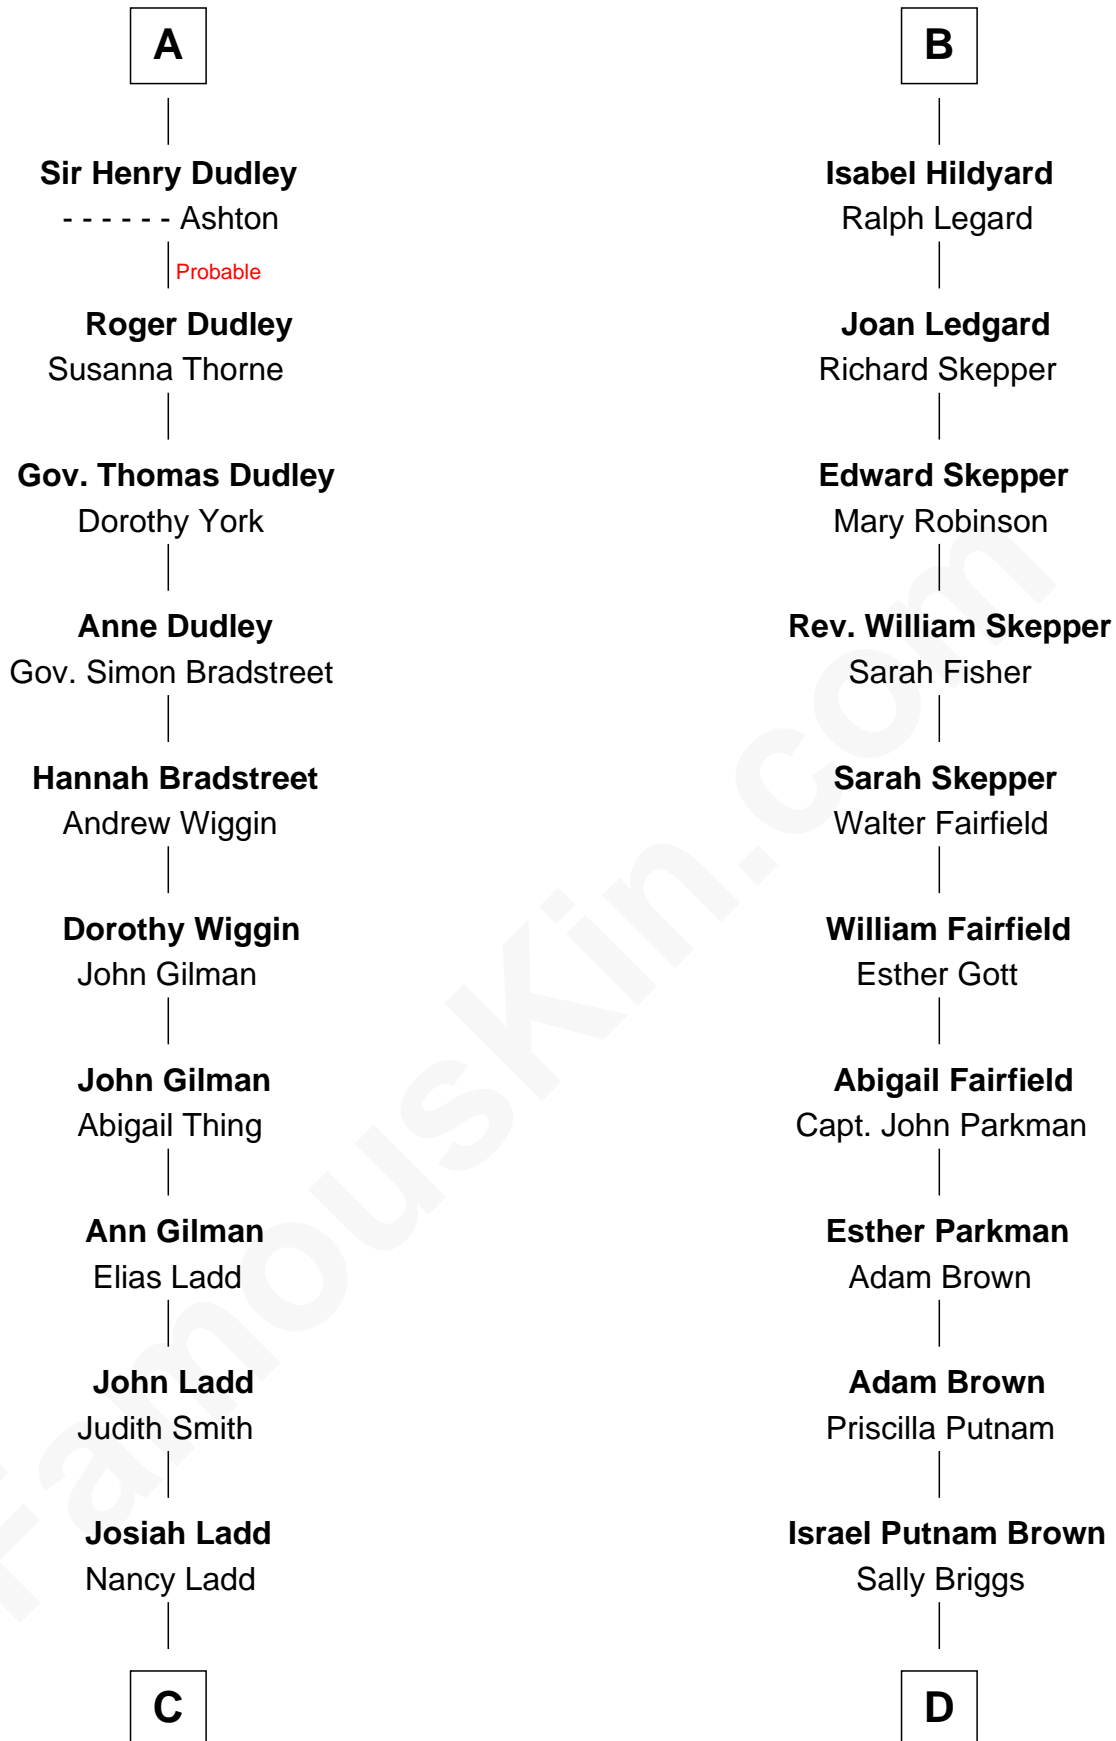 A
Sir Henry Dudley
- - - - - - Ashton
Probable
Roger Dudley
Susanna Thorne
Gov. Thomas Dudley
Dorothy York
Anne Dudley
Gov. Simon Bradstreet
Hannah Bradstreet
Andrew Wiggin
Dorothy Wiggin
John Gilman
John Gilman
Abigail Thing
Ann Gilman
Elias Ladd
John Ladd
Judith Smith
Josiah Ladd
Nancy Ladd
C
B
Isabel Hildyard
Ralph Legard
Joan Ledgard
Richard Skepper
Edward Skepper
Mary Robinson
Rev. William Skepper
Sarah Fisher
Sarah Skepper
Walter Fairfield
William Fairfield
Esther Gott
Abigail Fairfield
Capt. John Parkman
Esther Parkman
Adam Brown
Adam Brown
Priscilla Putnam
Israel Putnam Brown
Sally Briggs
D
FamousKin.com